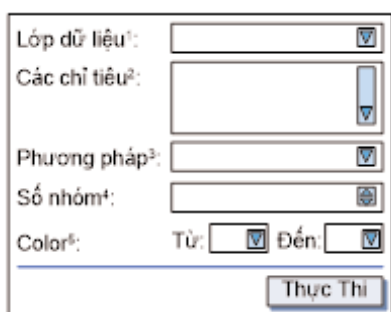 Lớp dữ liệu¹:
Các chỉ tiêu²:
Phương pháp³:
Số nhóm⁴:
Color⁵: Từ: Đến:
Thực Thi